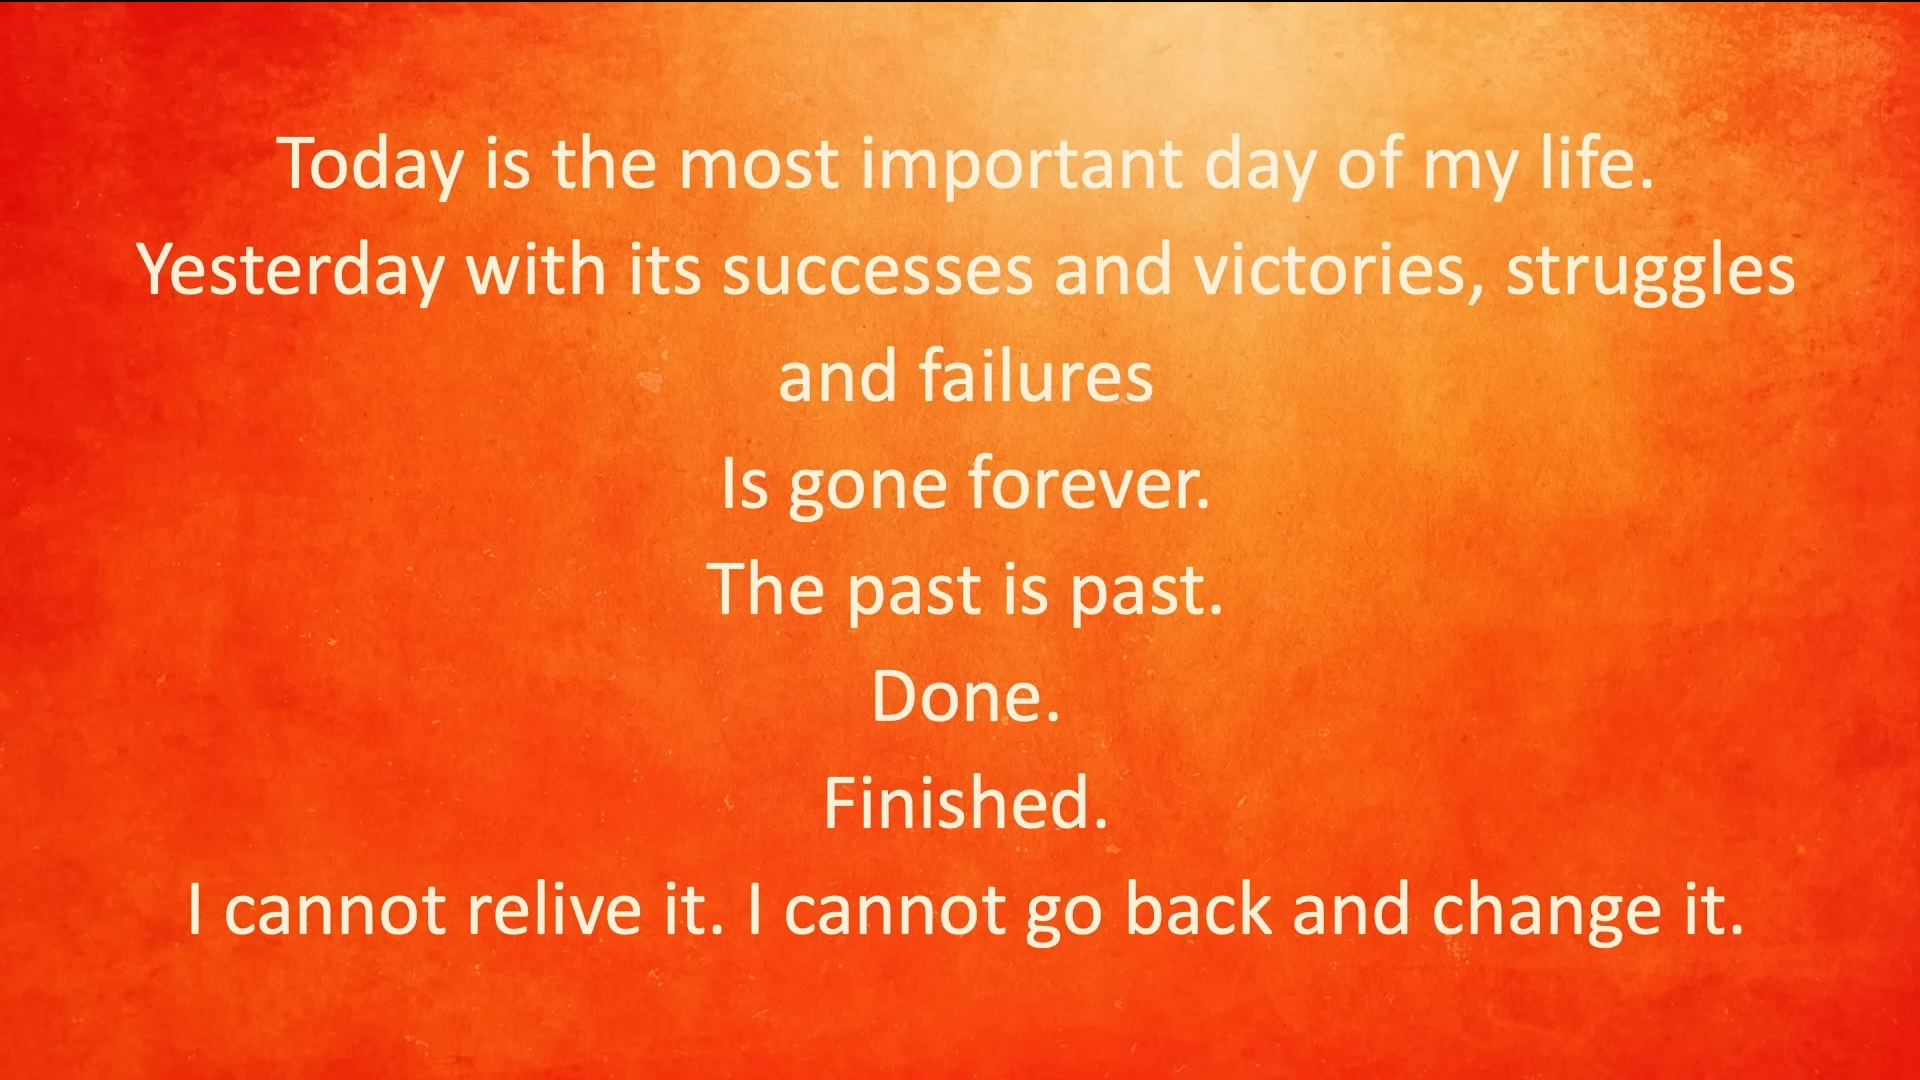 Today is the most important day of my life.
Yesterday with its successes and victories, struggles
and failures
Is gone forever.
The past is past.
Done.
Finished.
I cannot relive it. I cannot go back and change it.